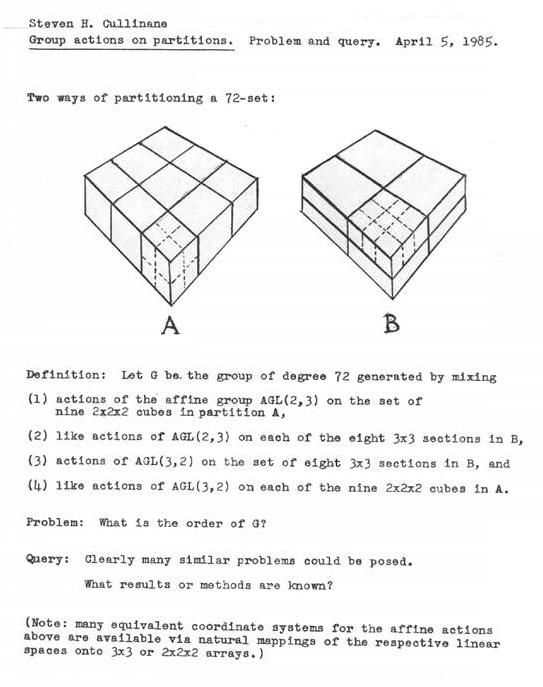 Steven H. Cullinane
Group actions on partitions. Problem and query. April 5, 1985.
Two ways of partitioning a 72-set:
A
B
Definition: Let G be the group of degree 72 generated by mixing
(1) actions of the affine group AGL(2,3) on the set of
nine 2x2x2 cubes in partition A,
(2) like actions of AGL(2,3) on each of the eight 3x3 sections in B,
(3) actions of AGL(3,2) on the set of eight 3x3 sections in B, and
(4) like actions of AGL(3,2) on each of the nine 2x2x2 cubes in A.
Problem: What is the order of G?
Query: Clearly many similar problems could be posed.
What results or methods are known?
(Note: many equivalent coordinate systems for the affine actions
above are available via natural mappings of the respective linear
spaces onto 3x3 or 2x2x2 arrays.)